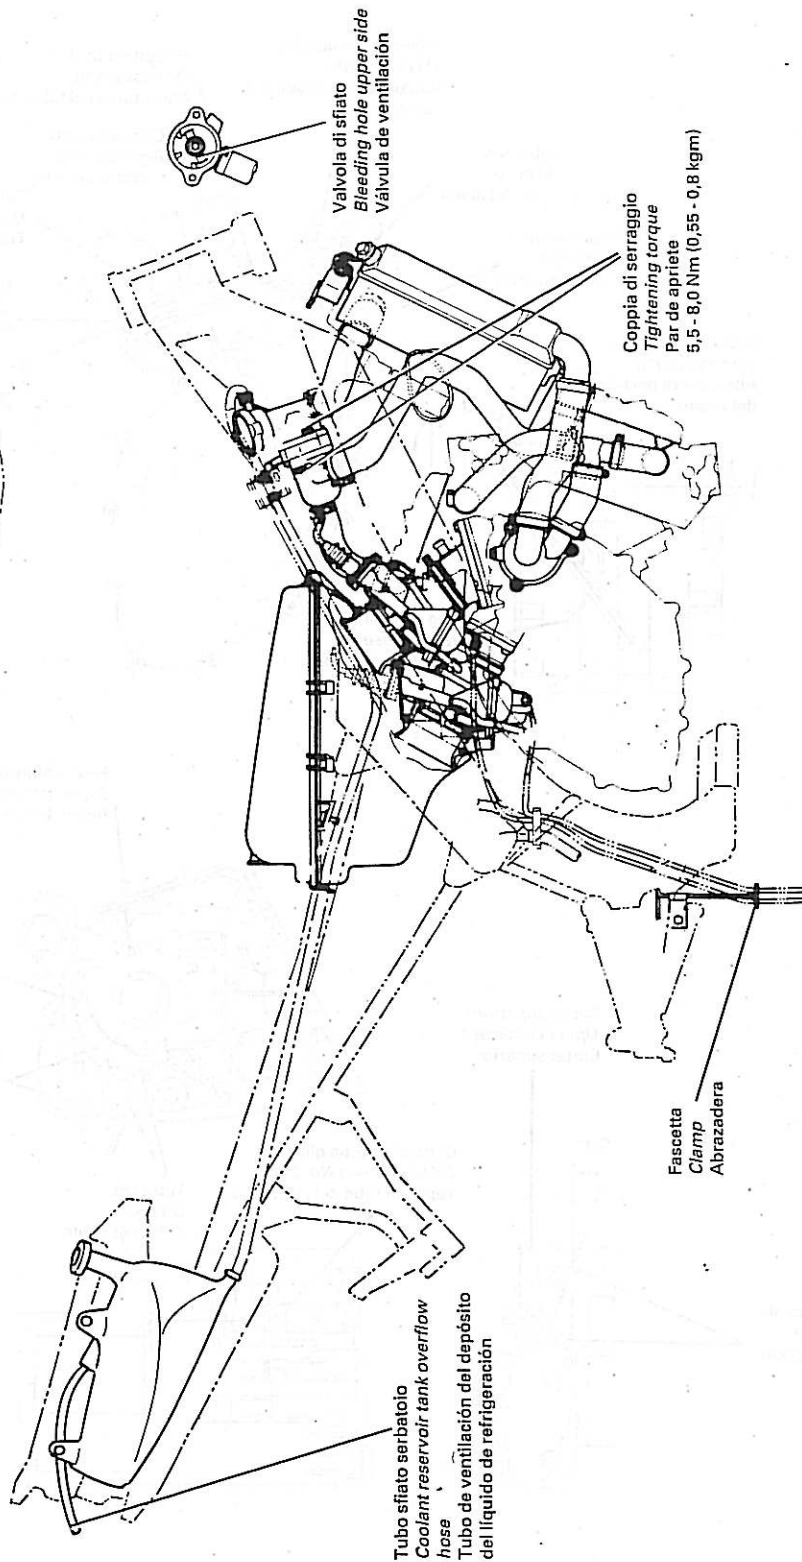 Valvola di sfiato
Bleeding hole upper side
Válvula de ventilación
Coppia di serraggio
Tightening torque
Par de apriete
5,5 - 8,0 Nm (0,55 - 0,8 kgm)
Fascetta
Clamp
Abrazadera
Tubo sfiato serbatoio
Coolant reservoir tank overflow
hose
Tubo de ventilación del depósito
del líquido de refrigeración